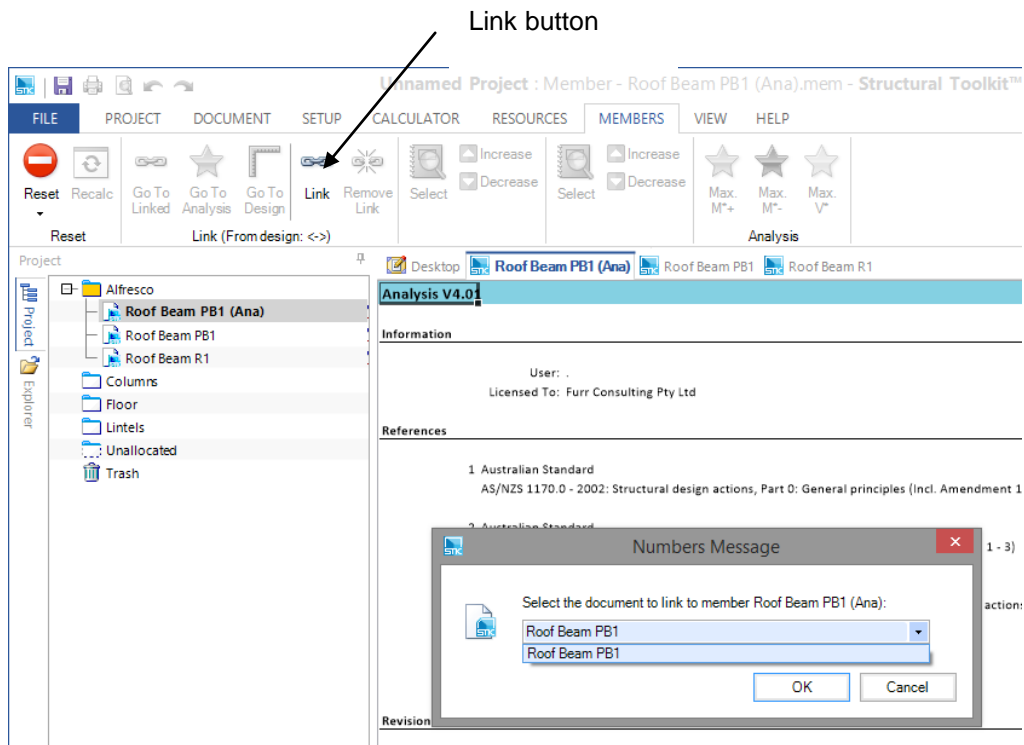 Link button
Unnamed Project : Member - Roof Beam PB1 (Ana).mem - Structural Toolkit™
FILE PROJECT DOCUMENT SETUP CALCULATOR RESOURCES MEMBERS VIEW HELP
Reset Recalc Go To Linked Go To Analysis Go To Design Link Remove Link Select Increase Decrease Select Increase Decrease Max. M*+ Max. M*- Max. V*
Reset Link (From design: <->) Analysis
Project
Desktop Roof Beam PB1 (Ana) Roof Beam PB1 Roof Beam R1
Project
Explorer
Alfresco
Roof Beam PB1 (Ana)
Roof Beam PB1
Roof Beam R1
Columns
Floor
Lintels
Unallocated
Trash
Analysis V4.01
Information
User: .
Licensed To: Furr Consulting Pty Ltd
References
1 Australian Standard
AS/NZS 1170.0 - 2002: Structural design actions, Part 0: General principles (Incl. Amendment 1
2 Australian Standard
1 - 3)
actions
Numbers Message
Select the document to link to member Roof Beam PB1 (Ana):
Roof Beam PB1
Roof Beam PB1
OK Cancel
Revision